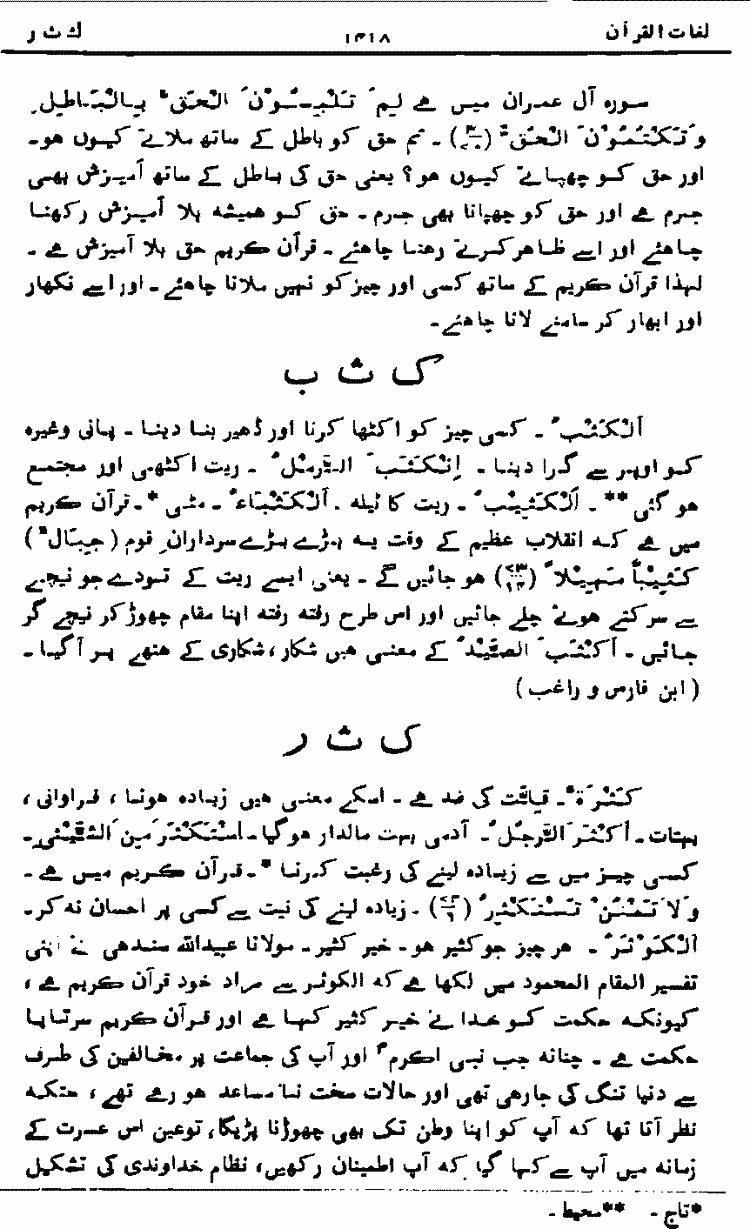 لغات القرآن ۱۴۱۸ ك ث ر
سورہ آل عمران میں ہے لِمَ تَلْبِسُوْنَ الْحَقَّ بِالْبَاطِلِ
وَتَكْتُمُوْنَ الْحَقَّ (۳/۷۰)۔ تم حق کو باطل کے ساتھ ملاتے کیوں ہو۔
اور حق کو چھپاتے کیوں ہو؟ یعنی حق کی باطل کے ساتھ آمیزش بھی
جرم ہے اور حق کو چھپانا بھی جرم۔ حق کو ہمیشہ بلا آمیزش رکھنا
چاہئے اور اسے ظاہر کرتے رہنا چاہئے۔ قرآن کریم حق بلا آمیزش ہے۔
لہذا قرآن کریم کے ساتھ کسی اور چیز کو نہیں ملانا چاہئے۔ اور اسے نکھار
اور ابھار کر سامنے لانا چاہئے۔
ک ث ب
اَلْكَثْبُ۔ کسی چیز کو اکٹھا کرنا اور ڈھیر بنا دینا۔ پانی وغیرہ
کو اوپر سے گرا دینا۔ اِنْكَثَبَ الرَّمْلُ۔ ریت اکٹھی اور مجتمع
ہو گئی**۔ اَلْكَثِيْبُ۔ ریت کا ٹیلہ۔ اَلْكَثْبَاءُ۔ مٹی*۔ قرآن کریم
میں ہے کہ انقلاب عظیم کے وقت یہ بڑے بڑے سردارانِ قوم (جِبَالٌ)
كَثِيْباً مَهِيْلاً (۷۳/۱۴) ہو جائیں گے۔ یعنی ایسے ریت کے تودے جو نیچے
سے سرکتے ہوئے چلے جائیں اور اس طرح رفتہ رفتہ اپنا مقام چھوڑ کر نیچے گر
جائیں۔ اَكْثَبَ الصَّيْدُ کے معنی ہیں شکار، شکاری کے ہتھے پر آگیا۔
(ابن فارس و راغب)
ک ث ر
كَثْرَةٌ۔ قِلَّت کی ضد ہے۔ اسکے معنی ہیں زیادہ ہونا، فراوانی،
بہتات۔ اَكْثَرَ الرَّجُلُ۔ آدمی بہت مالدار ہوگیا۔ اِسْتَكْثَرَ مِنَ الشَّيْئِ۔
کسی چیز میں سے زیادہ لینے کی رغبت کرنا*۔ قرآن کریم میں ہے۔
وَلاَ تَمْنُنْ تَسْتَكْثِرُ (۷۴/۶)۔ زیادہ لینے کی نیت سے کسی پر احسان نہ کر۔
اَلْكَوْثَرُ۔ ہر چیز جو کثیر ہو۔ خیر کثیر۔ مولانا عبیداللہ سندھی نے اپنی
تفسیر المقام المحمود میں لکھا ہے کہ الکوثر سے مراد خود قرآن کریم ہے،
کیونکہ حکمت کو خدا نے خیر کثیر کہا ہے اور قرآن کریم سرتاپا
حکمت ہے۔ چنانہ جب نبی اکرمؐ اور آپ کی جماعت پر مخالفین کی طرف
سے دنیا تنگ کی جارہی تھی اور حالات سخت نامساعد ہو رہے تھے، حتکہ
نظر آتا تھا کہ آپ کو اپنا وطن تک بھی چھوڑنا پڑیگا، توعین اس عسرت کے
زمانہ میں آپ سے کہا گیا کہ آپ اطمینان رکھیں، نظام خداوندی کی تشکیل
*تاج۔ **محیط۔